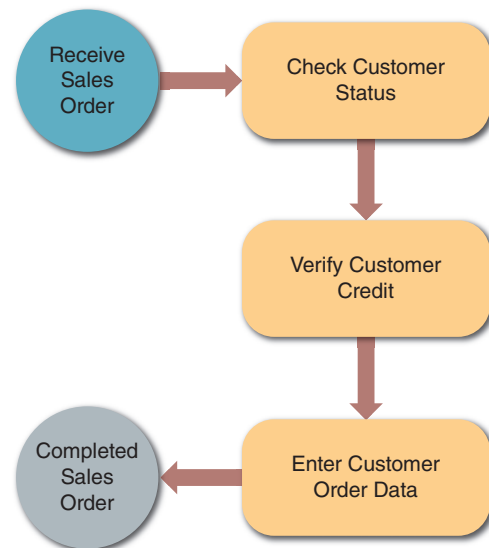 Receive
Sales
Order
Check Customer
Status
Verify Customer
Credit
Enter Customer
Order Data
Completed
Sales
Order